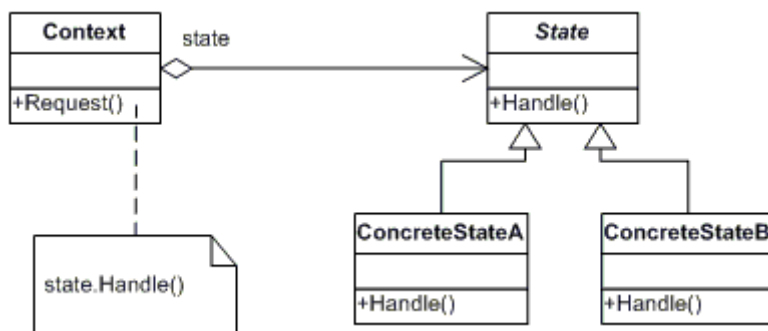 Context
state
State
+Request()
+Handle()
state.Handle()
ConcreteStateA
+Handle()
ConcreteStateB
+Handle()